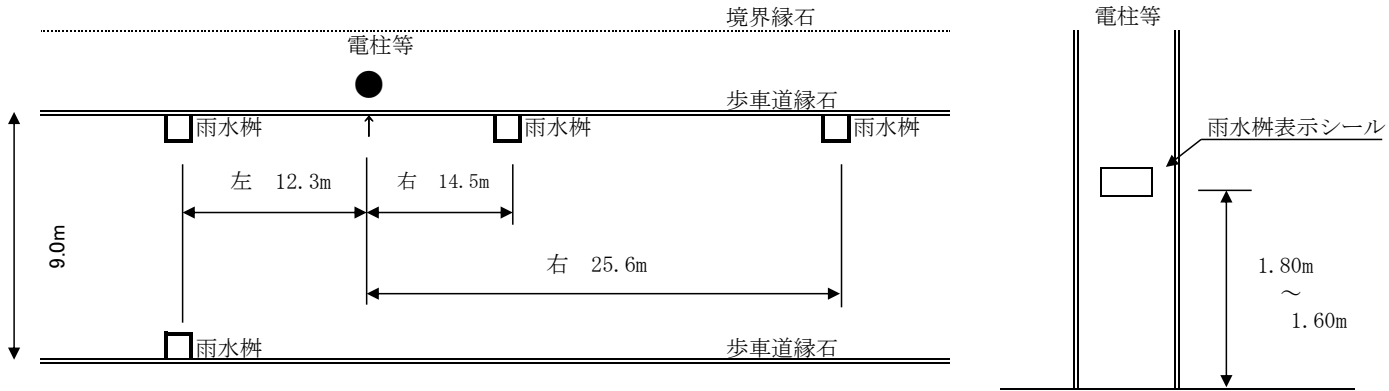 境界縁石
電柱等
歩車道縁石
雨水桝
雨水桝
雨水桝
左　12.3m
右　14.5m
9.0m
右　25.6m
雨水桝
歩車道縁石
電柱等
雨水桝表示シール
1.80m
～
1.60m